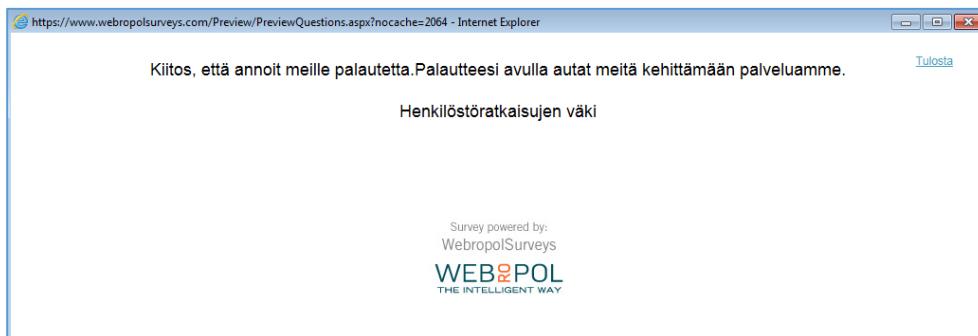 https://www.webropolsurveys.com/Preview/PreviewQuestions.aspx?nocache=2064 - Internet Explorer
Tulosta
Kiitos, että annoit meille palautetta.Palautteesi avulla autat meitä kehittämään palveluamme.
Henkilöstöratkaisujen väki
Survey powered by:
WebropolSurveys
WEBROPOL
THE INTELLIGENT WAY